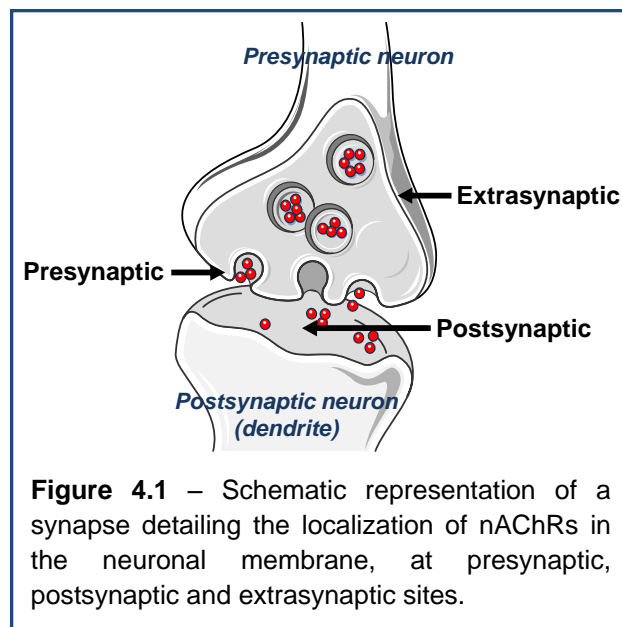 Presynaptic neuron
Extrasynaptic
Presynaptic
Postsynaptic
Postsynaptic neuron
(dendrite)
Figure 4.1 – Schematic representation of a
synapse detailing the localization of nAChRs in
the neuronal membrane, at presynaptic,
postsynaptic and extrasynaptic sites.